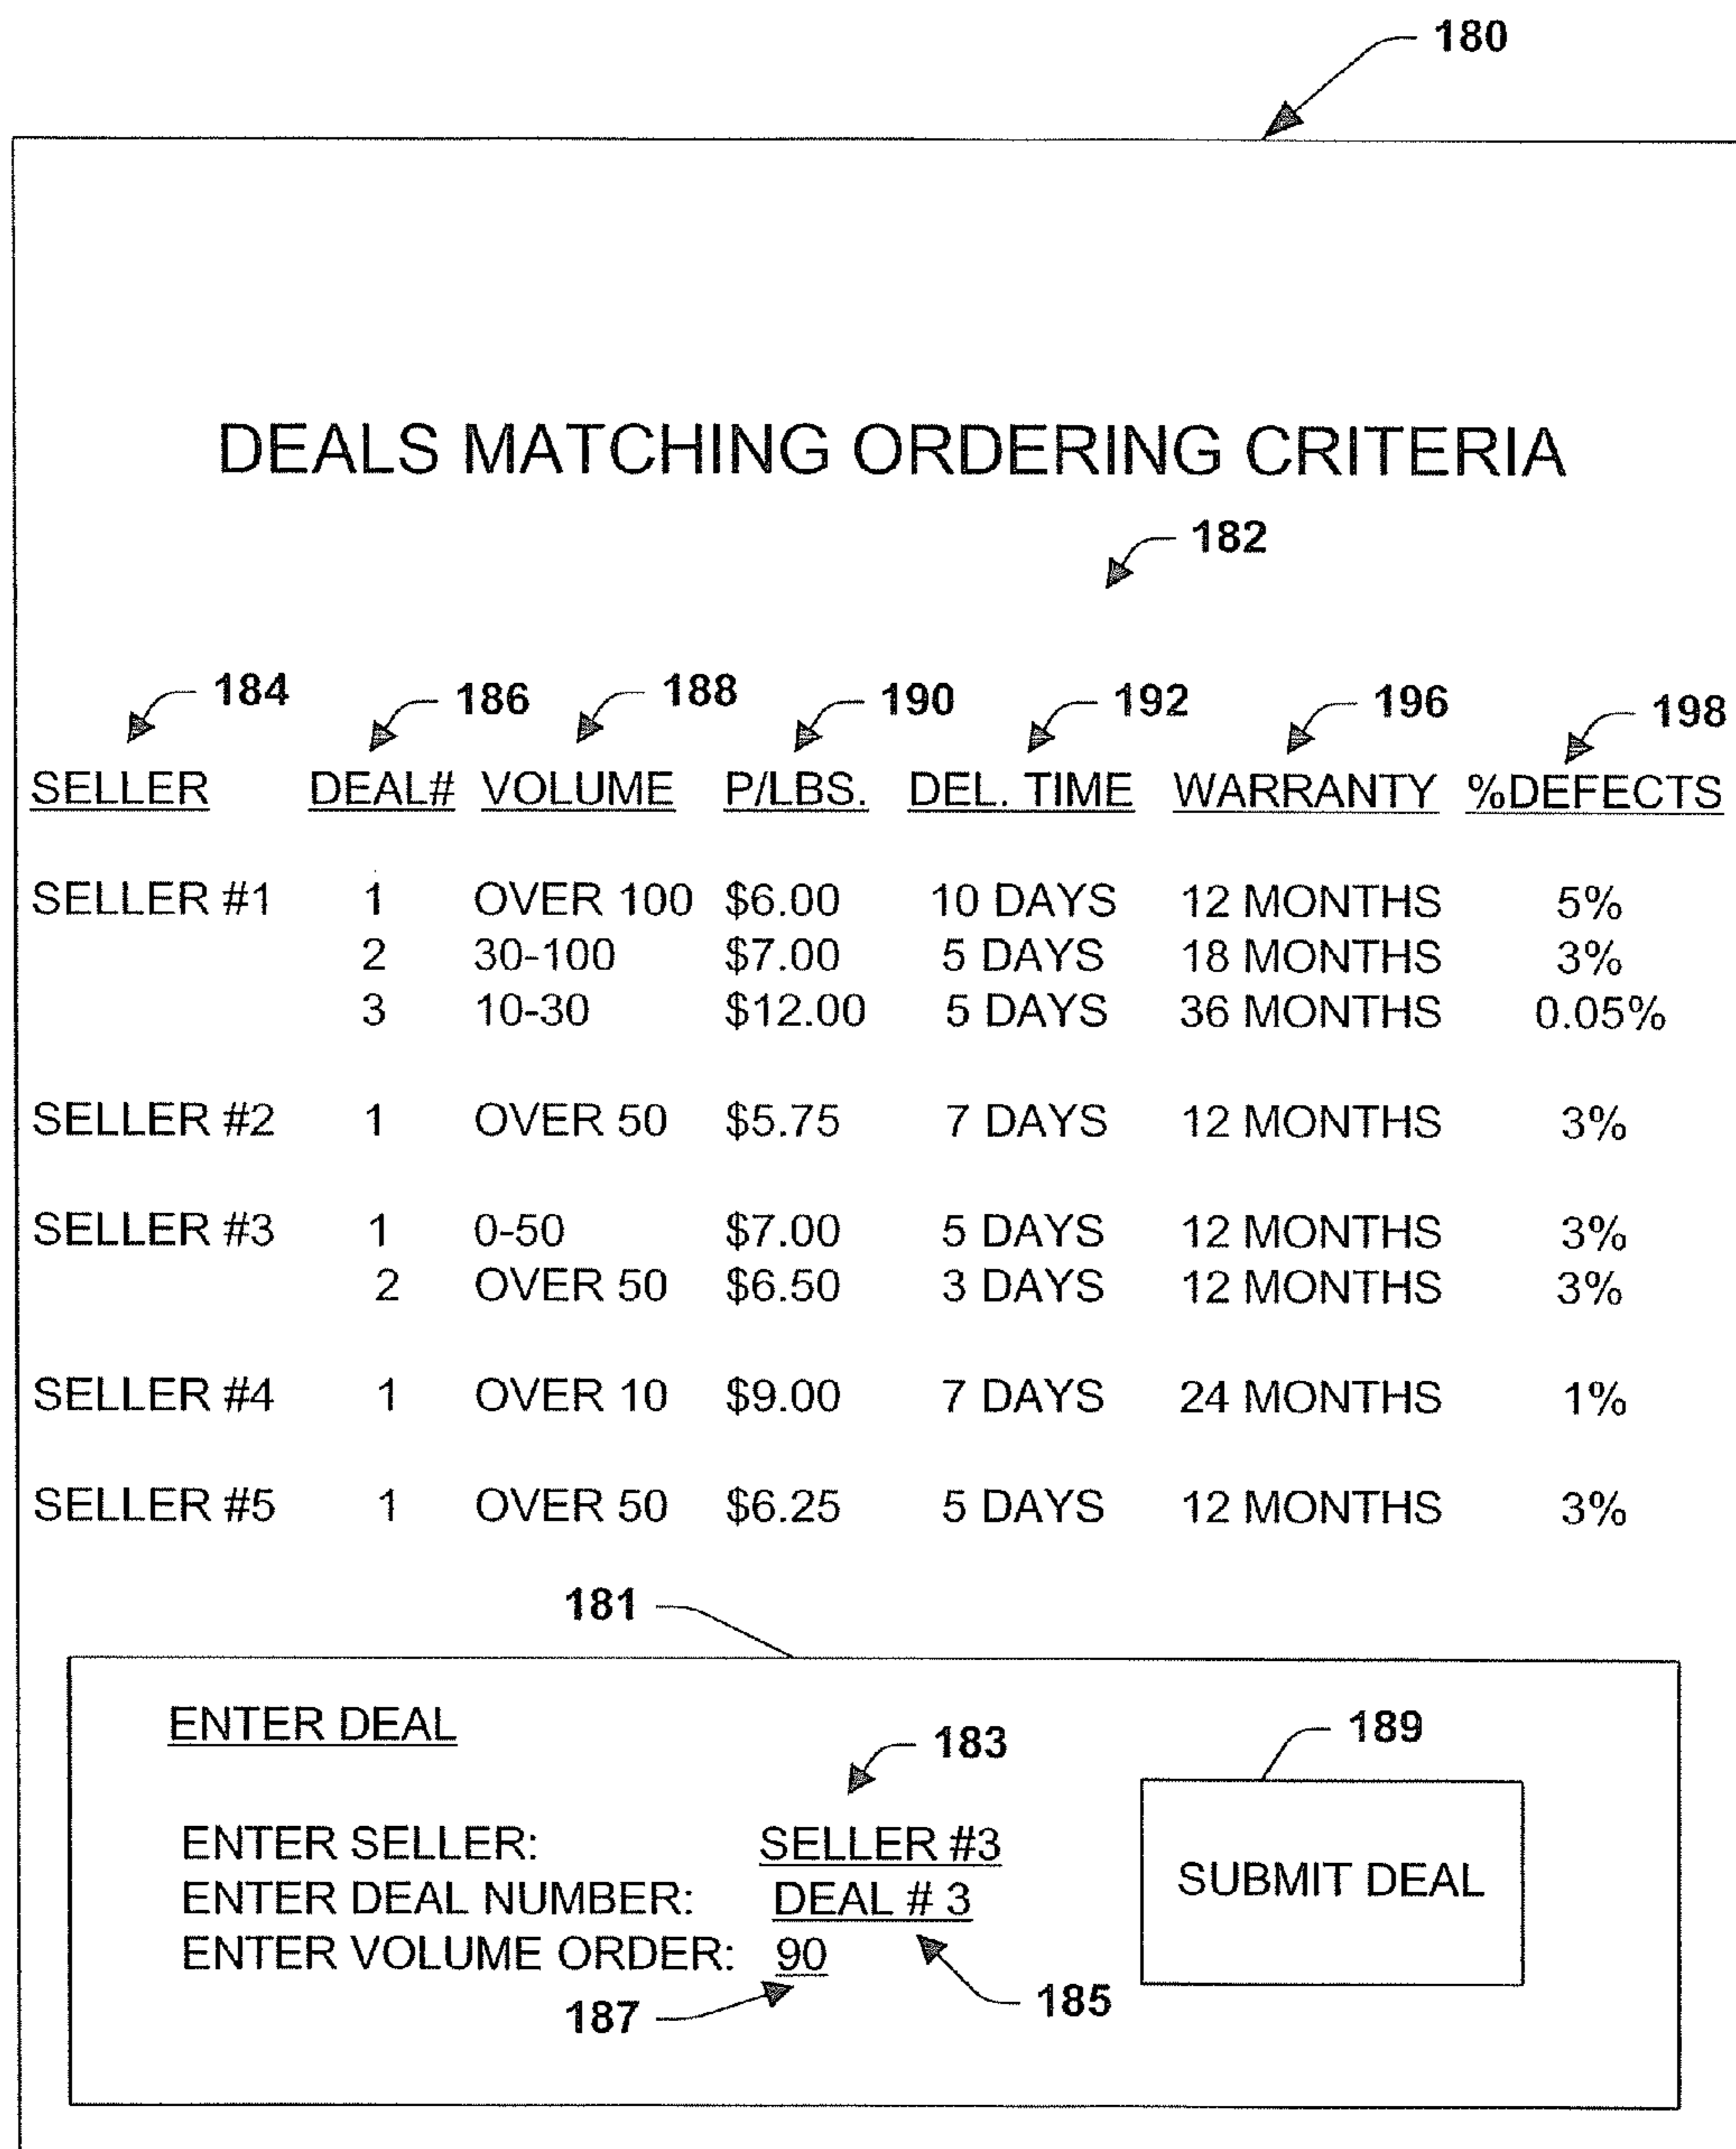 180
DEALS MATCHING ORDERING CRITERIA
182
184 186 188 190 192 196 198
SELLER DEAL# VOLUME P/LBS. DEL. TIME WARRANTY %DEFECTS
SELLER #1 1 OVER 100 $6.00 10 DAYS 12 MONTHS 5%
2 30-100 $7.00 5 DAYS 18 MONTHS 3%
3 10-30 $12.00 5 DAYS 36 MONTHS 0.05%
SELLER #2 1 OVER 50 $5.75 7 DAYS 12 MONTHS 3%
SELLER #3 1 0-50 $7.00 5 DAYS 12 MONTHS 3%
2 OVER 50 $6.50 3 DAYS 12 MONTHS 3%
SELLER #4 1 OVER 10 $9.00 7 DAYS 24 MONTHS 1%
SELLER #5 1 OVER 50 $6.25 5 DAYS 12 MONTHS 3%
181
ENTER DEAL
183 189
ENTER SELLER: SELLER #3
ENTER DEAL NUMBER: DEAL # 3
ENTER VOLUME ORDER: 90
SUBMIT DEAL
187 185